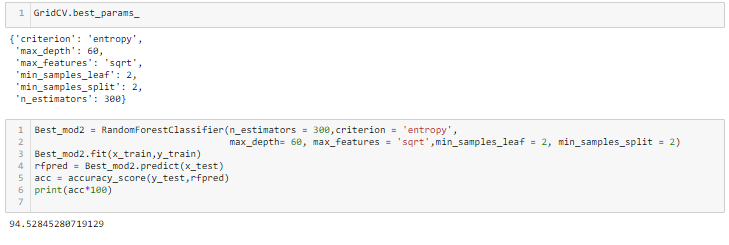 1 GridCV.best_params_
{'criterion': 'entropy',
'max_depth': 60,
'max_features': 'sqrt',
'min_samples_leaf': 2,
'min_samples_split': 2,
'n_estimators': 300}
1 Best_mod2 = RandomForestClassifier(n_estimators = 300,criterion = 'entropy',
2 max_depth= 60, max_features = 'sqrt',min_samples_leaf = 2, min_samples_split = 2)
3 Best_mod2.fit(x_train,y_train)
4 rfpred = Best_mod2.predict(x_test)
5 acc = accuracy_score(y_test,rfpred)
6 print(acc*100)
7
94.52845280719129